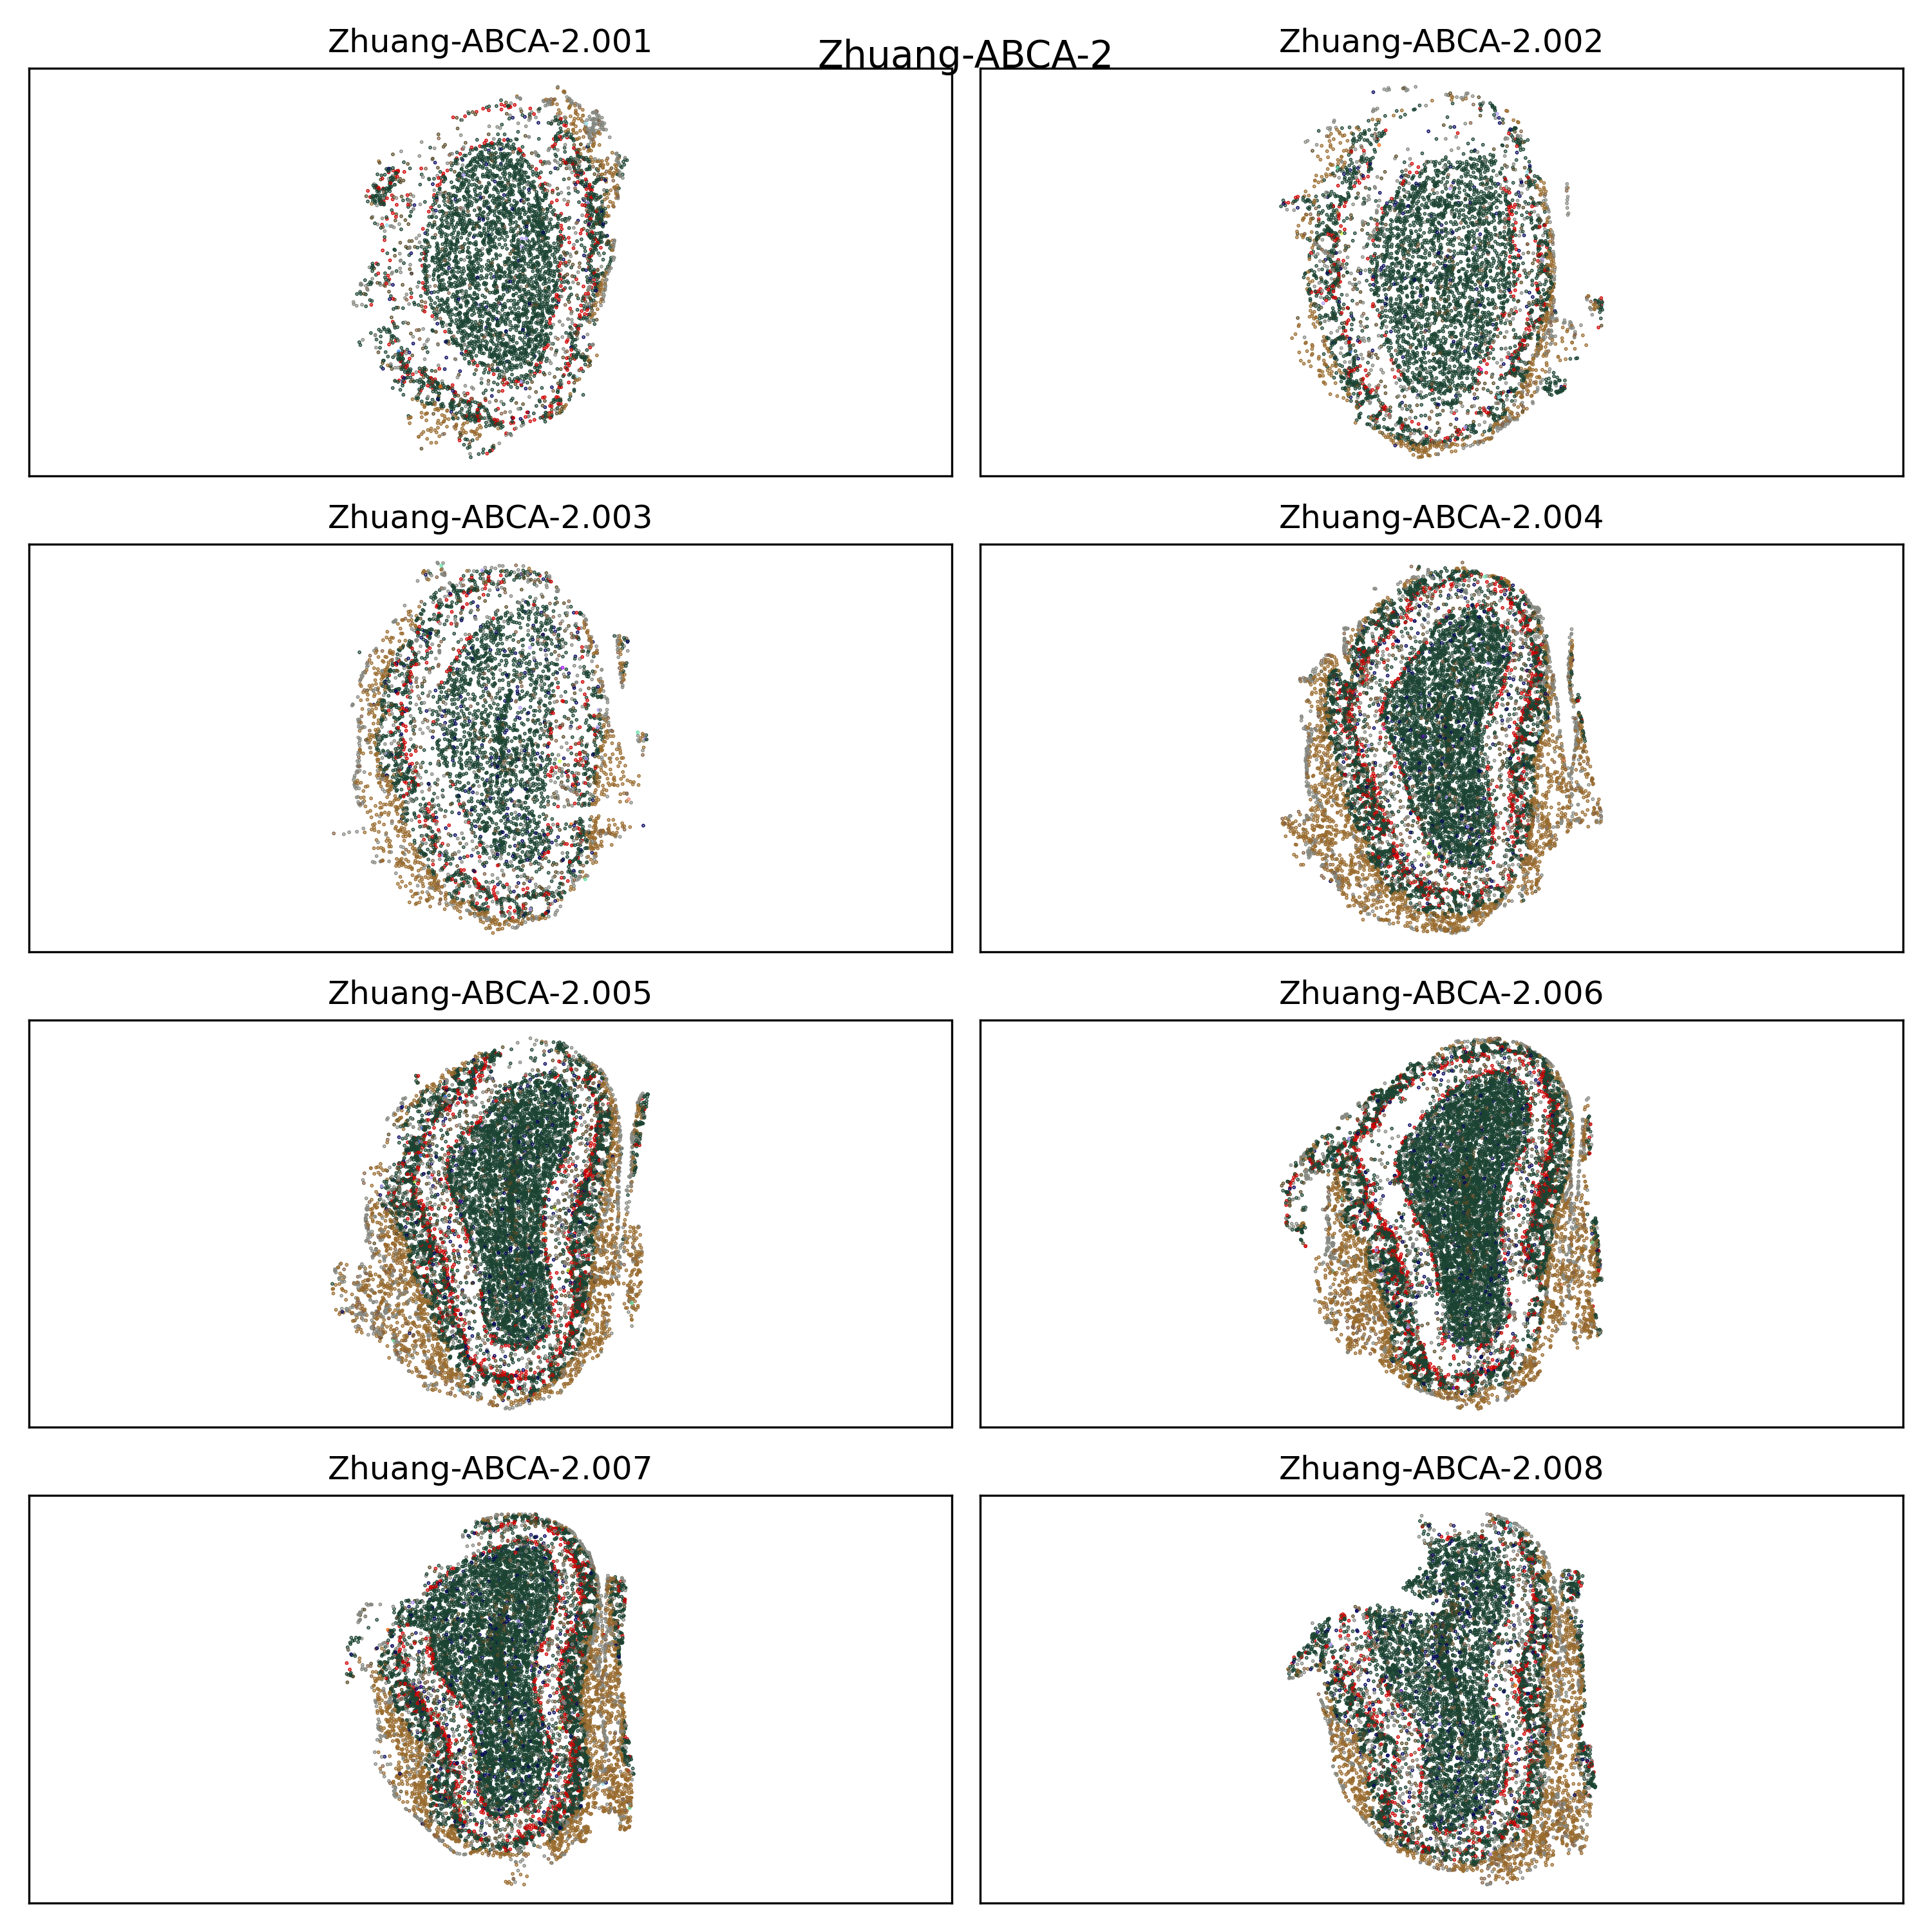 Zhuang-ABCA-2
Zhuang-ABCA-2.001
Zhuang-ABCA-2.002
Zhuang-ABCA-2.003
Zhuang-ABCA-2.004
Zhuang-ABCA-2.005
Zhuang-ABCA-2.006
Zhuang-ABCA-2.007
Zhuang-ABCA-2.008